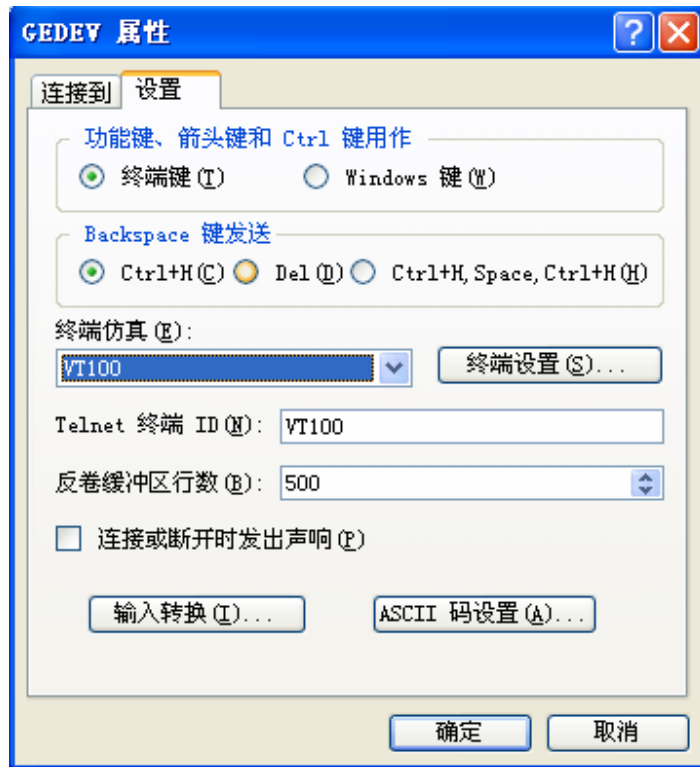 GEDEV 属性
连接到 设置
功能键、箭头键和 Ctrl 键用作
终端键(T) Windows 键(W)
Backspace 键发送
Ctrl+H(C) Del(D) Ctrl+H,Space,Ctrl+H(H)
终端仿真(E):
VT100 终端设置(S)...
Telnet 终端 ID(N): VT100
反卷缓冲区行数(B): 500
连接或断开时发出声响(P)
输入转换(I)... ASCII 码设置(A)...
确定 取消